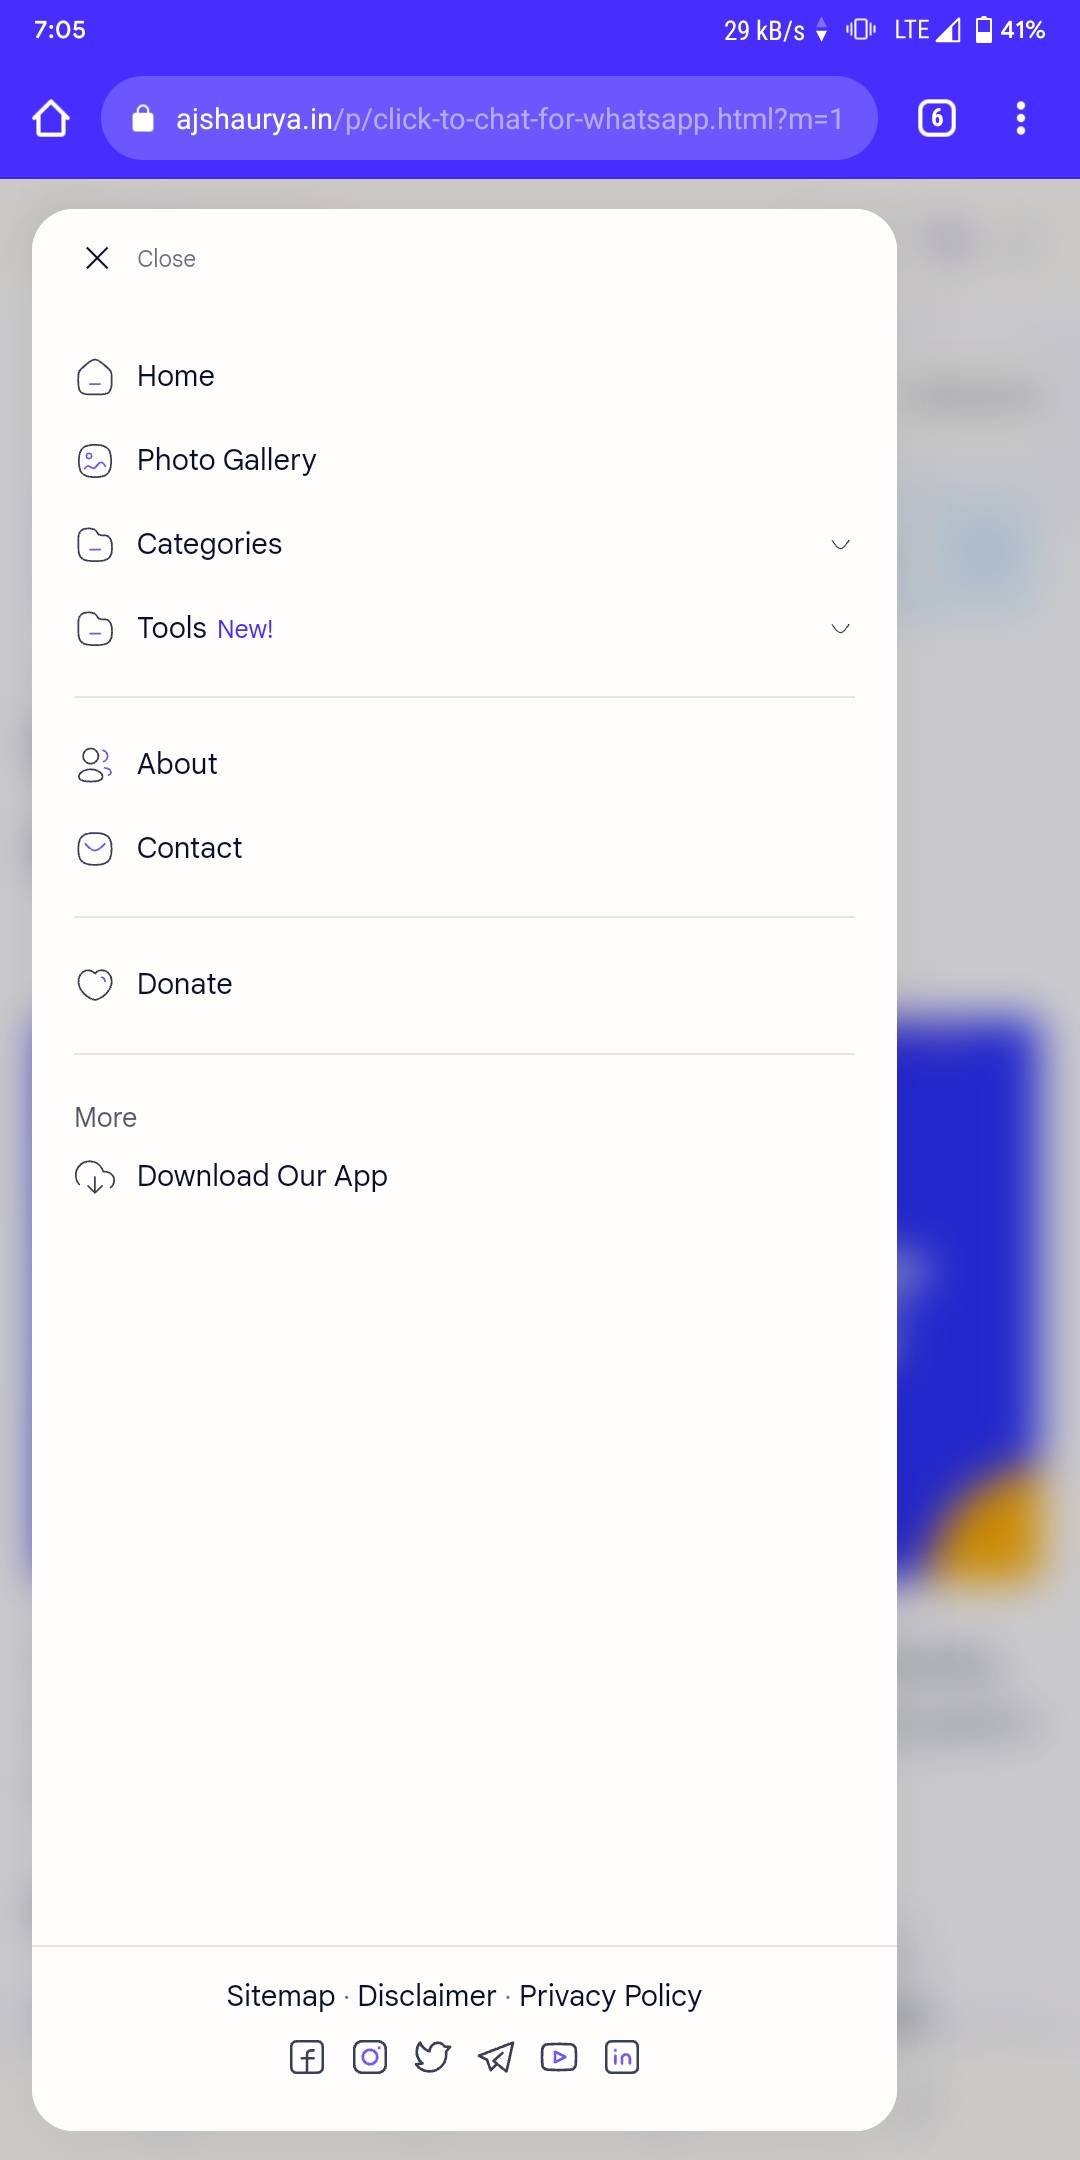 7:05 29 kB/s LTE 41%
ajshaurya.in/p/click-to-chat-for-whatsapp.html?m=1 6
Close
Home
Photo Gallery
Categories
Tools New!
About
Contact
Donate
More
Download Our App
Sitemap · Disclaimer · Privacy Policy